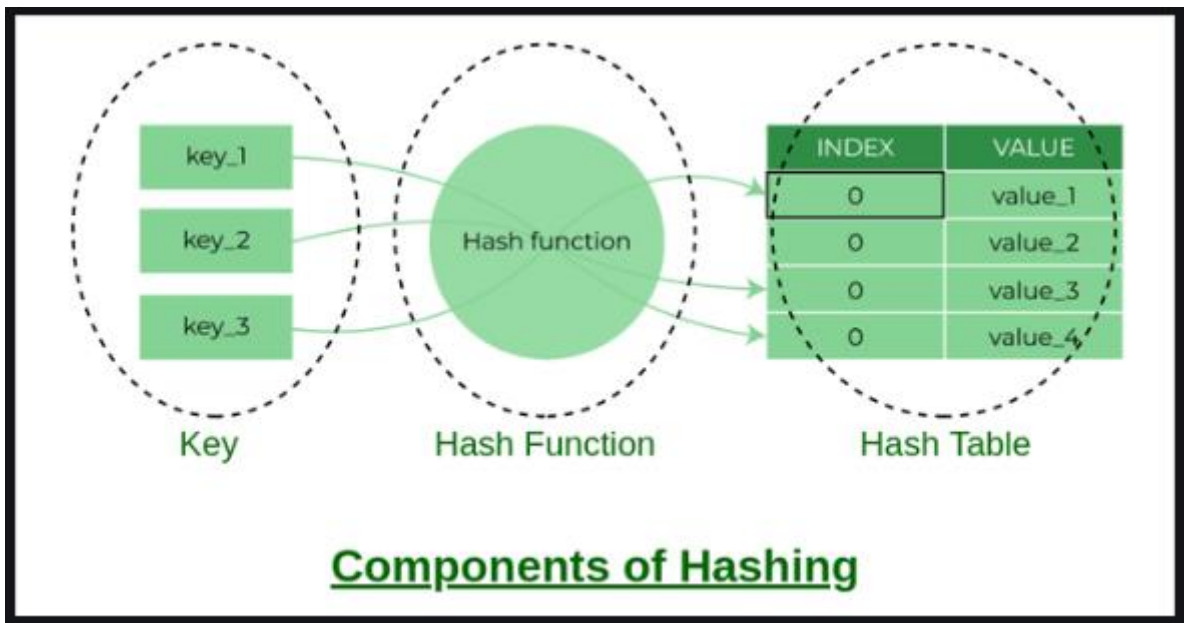 key_1
key_2
key_3
Hash function
INDEX VALUE
0 value_1
0 value_2
0 value_3
0 value_4
Key
Hash Function
Hash Table
Components of Hashing